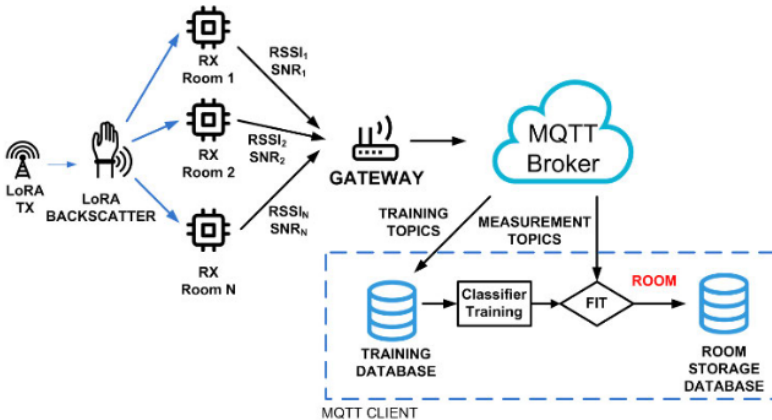 LoRA
TX
LoRA
BACKSCATTER
RX
Room 1
RX
Room 2
RX
Room N
RSSI1
SNR1
RSSI2
SNR2
RSSIN
SNRN
GATEWAY
MQTT
Broker
TRAINING
TOPICS
MEASUREMENT
TOPICS
TRAINING
DATABASE
Classifier
Training
FIT
ROOM
ROOM
STORAGE
DATABASE
MQTT CLIENT